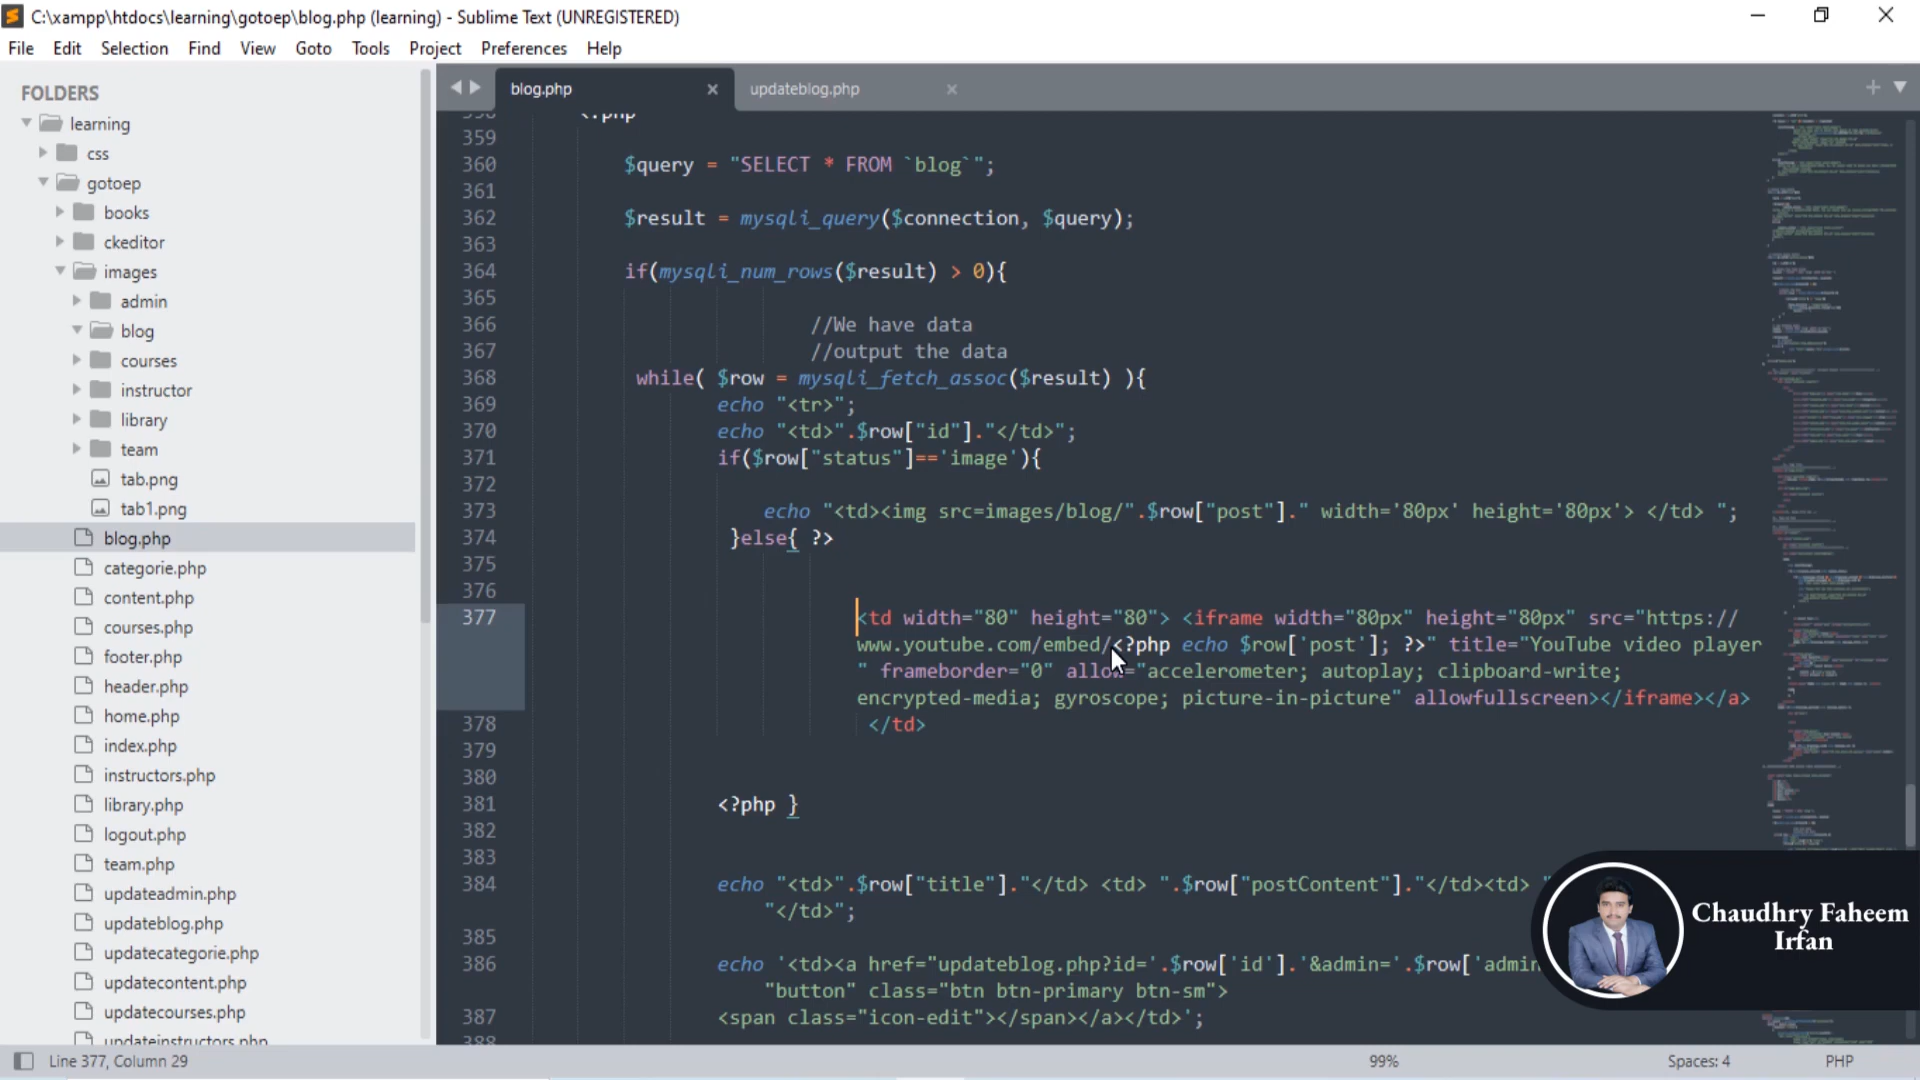 C:\xampp\htdocs\learning\gotoep\blog.php (learning) - Sublime Text (UNREGISTERED)
File Edit Selection Find View Goto Tools Project Preferences Help
FOLDERS
learning
css
gotoep
books
ckeditor
images
admin
blog
courses
instructor
library
team
tab.png
tab1.png
blog.php
categorie.php
content.php
courses.php
footer.php
header.php
home.php
index.php
instructors.php
library.php
logout.php
team.php
updateadmin.php
updateblog.php
updatecategorie.php
updatecontent.php
updatecourses.php
updateinstructors.php
blog.php updateblog.php
358 <?php
359
360 $query = "SELECT * FROM `blog`";
361
362 $result = mysqli_query($connection, $query);
363
364 if(mysqli_num_rows($result) > 0){
365
366 //We have data
367 //output the data
368 while( $row = mysqli_fetch_assoc($result) ){
369 echo "<tr>";
370 echo "<td>".$row["id"]."</td>";
371 if($row["status"]=='image'){
372
373 echo "<td><img src=images/blog/".$row["post"]." width='80px' height='80px'> </td> ";
374 }else{ ?>
375
376
377 <td width="80" height="80"> <iframe width="80px" height="80px" src="https://
www.youtube.com/embed/<?php echo $row['post']; ?>" title="YouTube video player
" frameborder="0" allow="accelerometer; autoplay; clipboard-write;
encrypted-media; gyroscope; picture-in-picture" allowfullscreen></iframe></a>
378 </td>
379
380
381 <?php }
382
383
384 echo "<td>".$row["title"]."</td> <td> ".$row["postContent"]."</td><td> "
"</td>";
385
386 echo '<td><a href="updateblog.php?id='.$row['id'].'&admin='.$row['admin
"button" class="btn btn-primary btn-sm">
387 <span class="icon-edit"></span></a></td>';
388
Chaudhry Faheem
Irfan
Line 377, Column 29 99% Spaces: 4 PHP